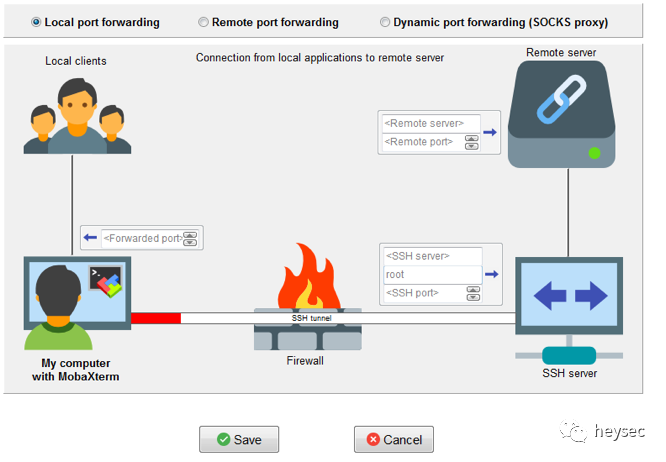 Local port forwarding
Remote port forwarding
Dynamic port forwarding (SOCKS proxy)
Local clients
Connection from local applications to remote server
Remote server
<Remote server>
<Remote port>
<Forwarded port>
<SSH server>
root
<SSH port>
>_
SSH tunnel
Firewall
My computer
with MobaXterm
SSH server
Save
Cancel
heysec